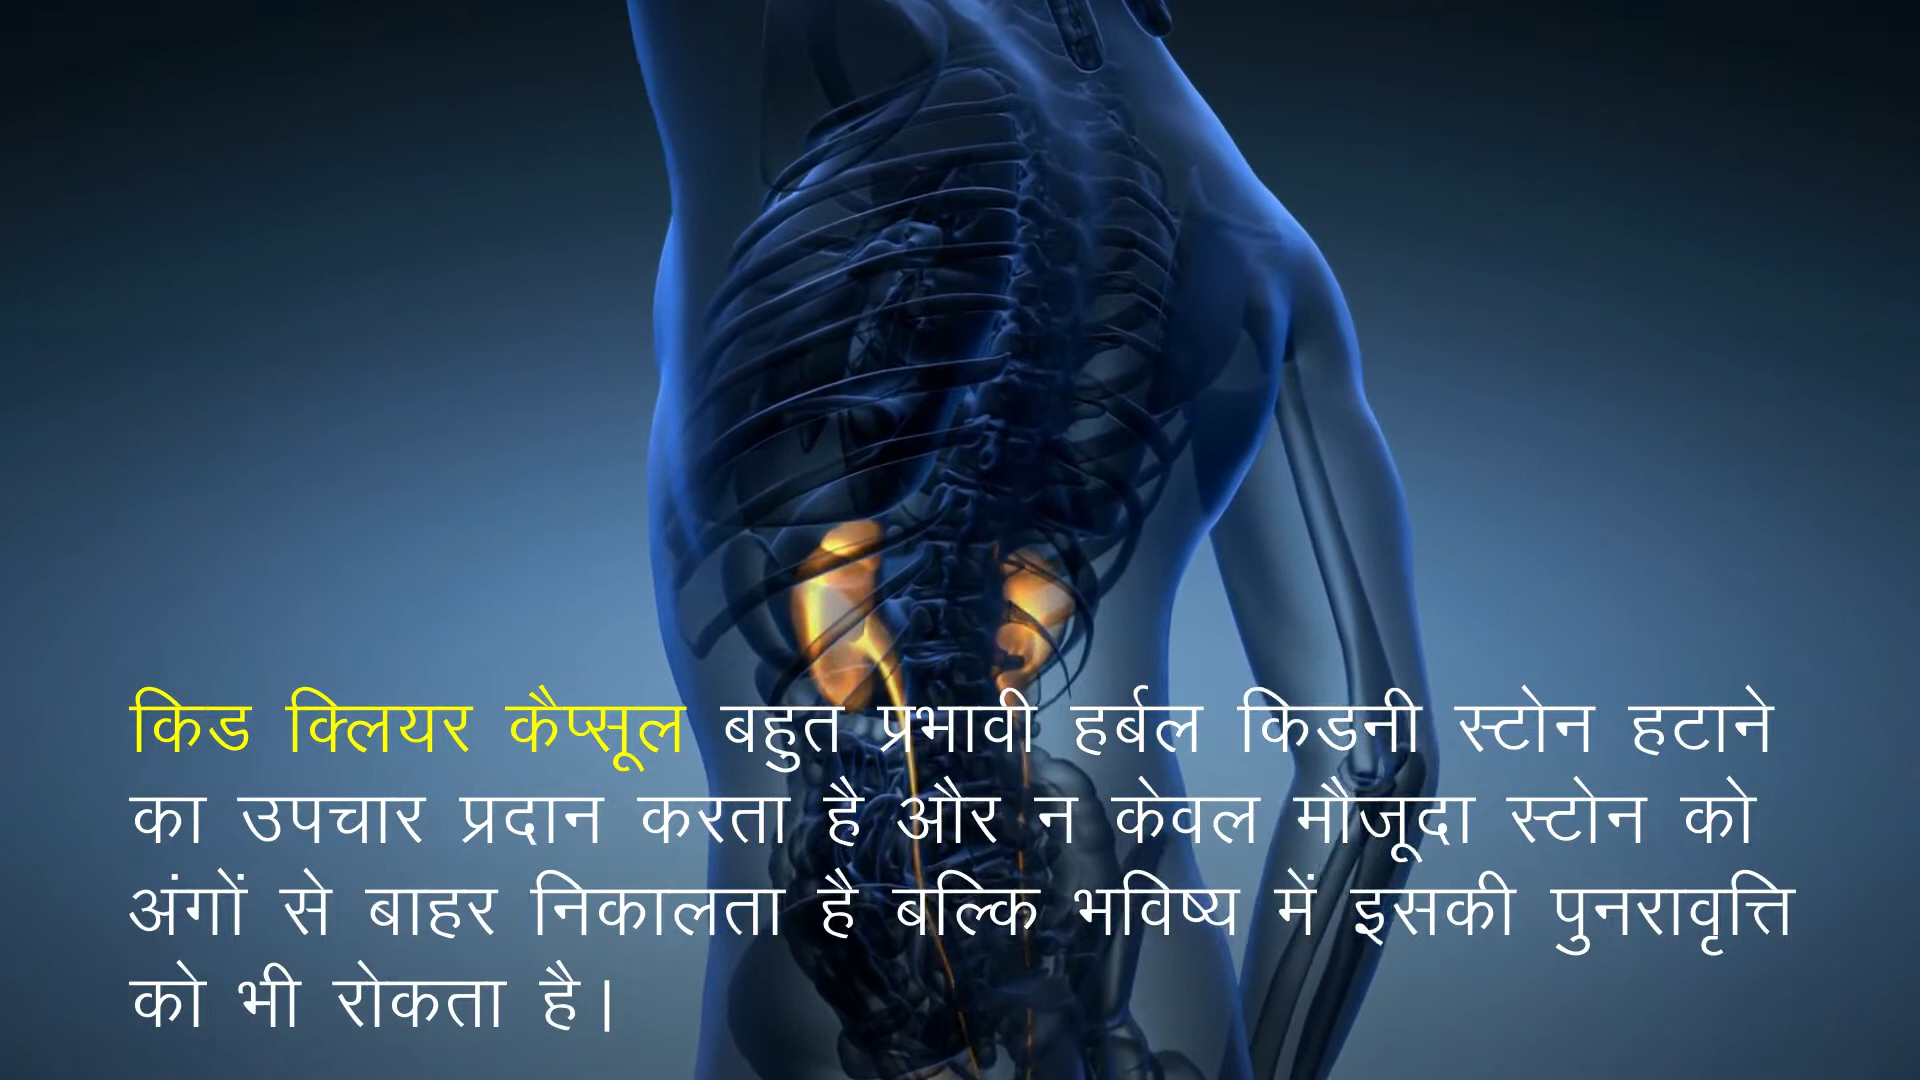 किड क्लियर कैप्सूल बहुत प्रभावी हर्बल किडनी स्टोन हटाने
का उपचार प्रदान करता है और न केवल मौजूदा स्टोन को
अंगों से बाहर निकालता है बल्कि भविष्य में इसकी पुनरावृत्ति
को भी रोकता है।